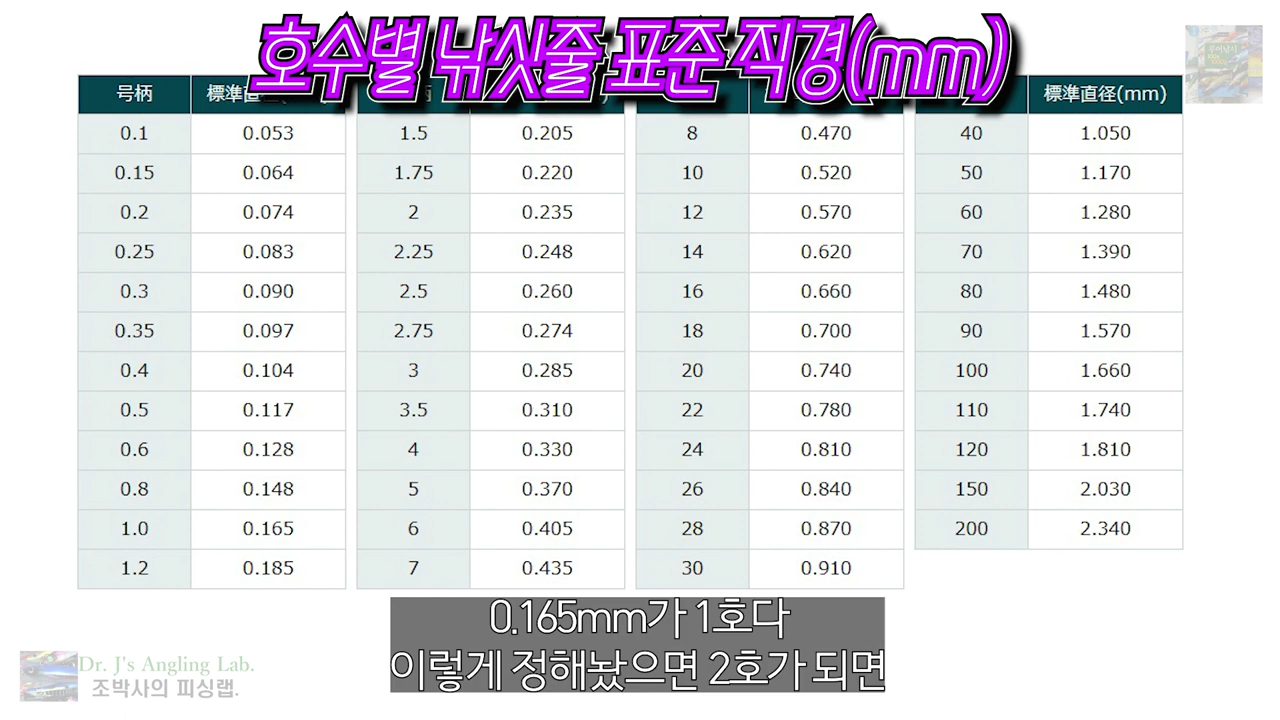 호수별 낚싯줄 표준 직경(mm)
号柄 標準直 柄 標準直径(mm)
0.1 0.053 1.5 0.205 8 0.470 40 1.050
0.15 0.064 1.75 0.220 10 0.520 50 1.170
0.2 0.074 2 0.235 12 0.570 60 1.280
0.25 0.083 2.25 0.248 14 0.620 70 1.390
0.3 0.090 2.5 0.260 16 0.660 80 1.480
0.35 0.097 2.75 0.274 18 0.700 90 1.570
0.4 0.104 3 0.285 20 0.740 100 1.660
0.5 0.117 3.5 0.310 22 0.780 110 1.740
0.6 0.128 4 0.330 24 0.810 120 1.810
0.8 0.148 5 0.370 26 0.840 150 2.030
1.0 0.165 6 0.405 28 0.870 200 2.340
1.2 0.185 7 0.435 30 0.910
0.165mm가 1호다
이렇게 정해놨으면 2호가 되면
Dr. J's Angling Lab.
조박사의 피싱랩.